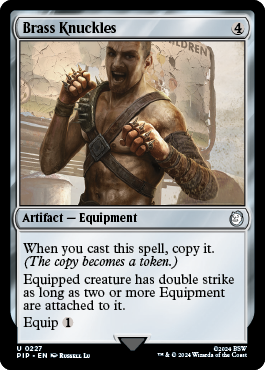 Brass Knuckles 4
CHILDREN
Artifact — Equipment
When you cast this spell, copy it.
(The copy becomes a token.)
Equipped creature has double strike
as long as two or more Equipment
are attached to it.
Equip 1
U 0227
PIP • EN Russell Lu
©2024 BSW
™ & © 2024 Wizards of the Coast